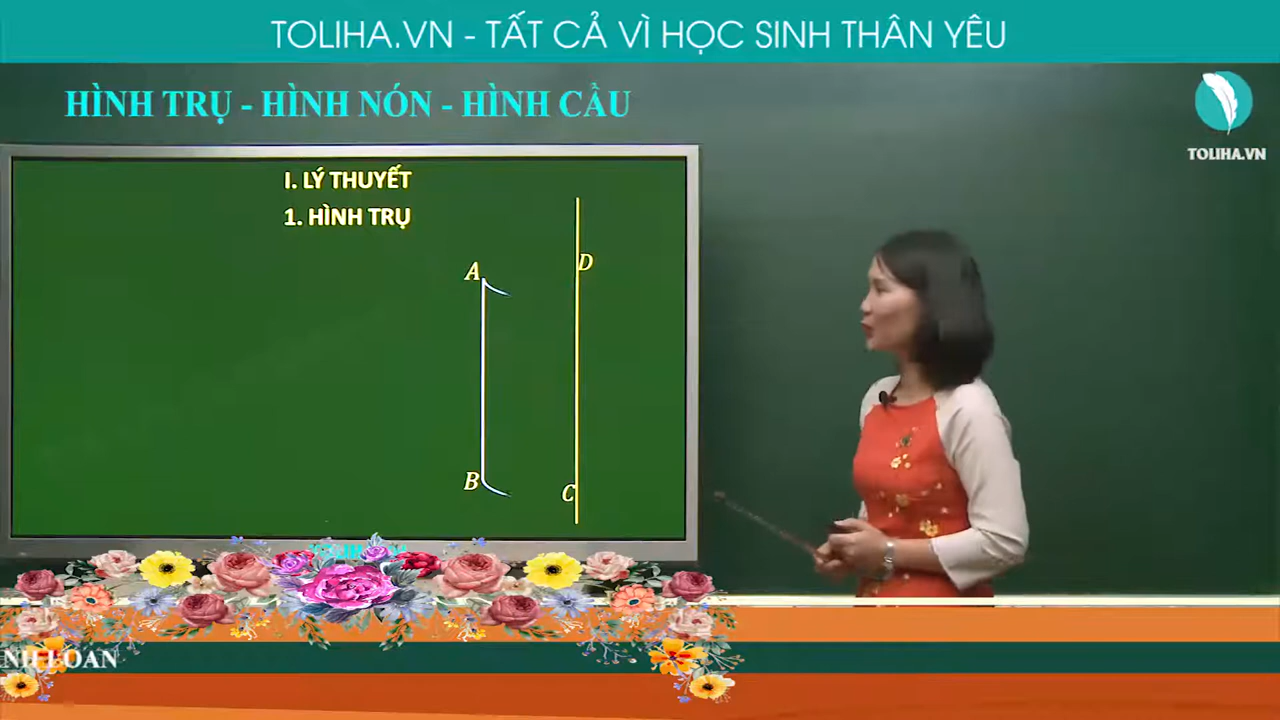 TOLIHA.VN - TẤT CẢ VÌ HỌC SINH THÂN YÊU
HÌNH TRỤ - HÌNH NÓN - HÌNH CẦU
TOLIHA.VN
I. LÝ THUYẾT
1. HÌNH TRỤ
A
D
B
C